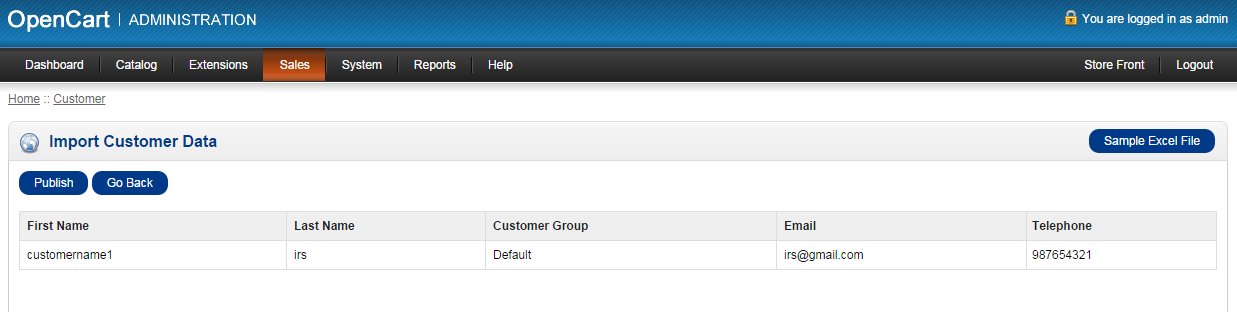 OpenCart | ADMINISTRATION You are logged in as admin
Dashboard Catalog Extensions Sales System Reports Help Store Front Logout
Home :: Customer
Import Customer Data Sample Excel File
Publish Go Back
First Name Last Name Customer Group Email Telephone
customername1 irs Default irs@gmail.com 987654321